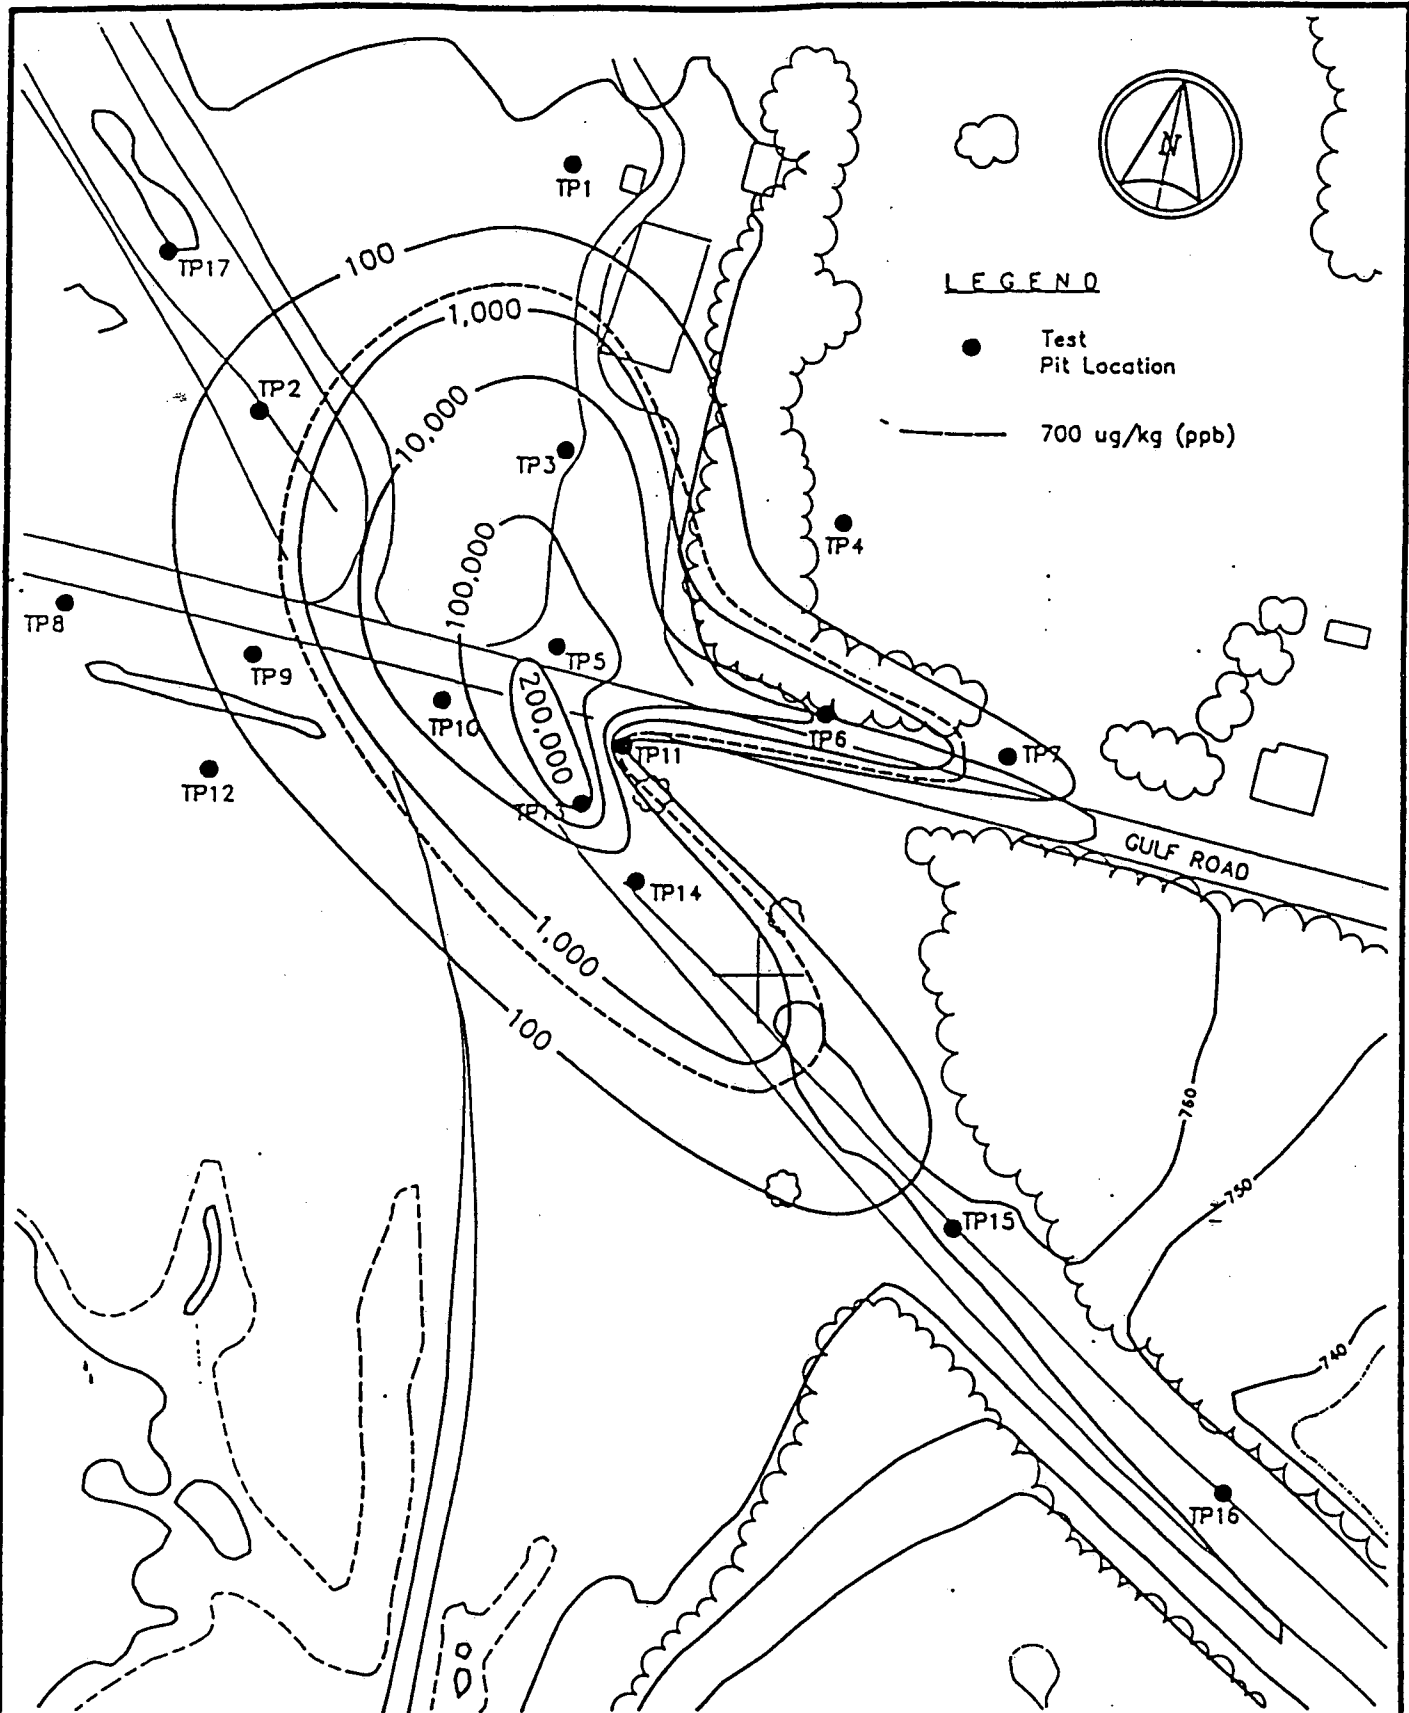 N
TP1
100
TP17
LEGEND
1,000
Test
Pit Location
TP2
10,000
700 ug/kg (ppb)
TP3
TP4
100,000
TP8
TP5
TP9
200,000
TP10
TP6
TP11
TP7
TP12
TP13
GULF ROAD
TP14
1,000
100
760
750
TP15
740
TP16